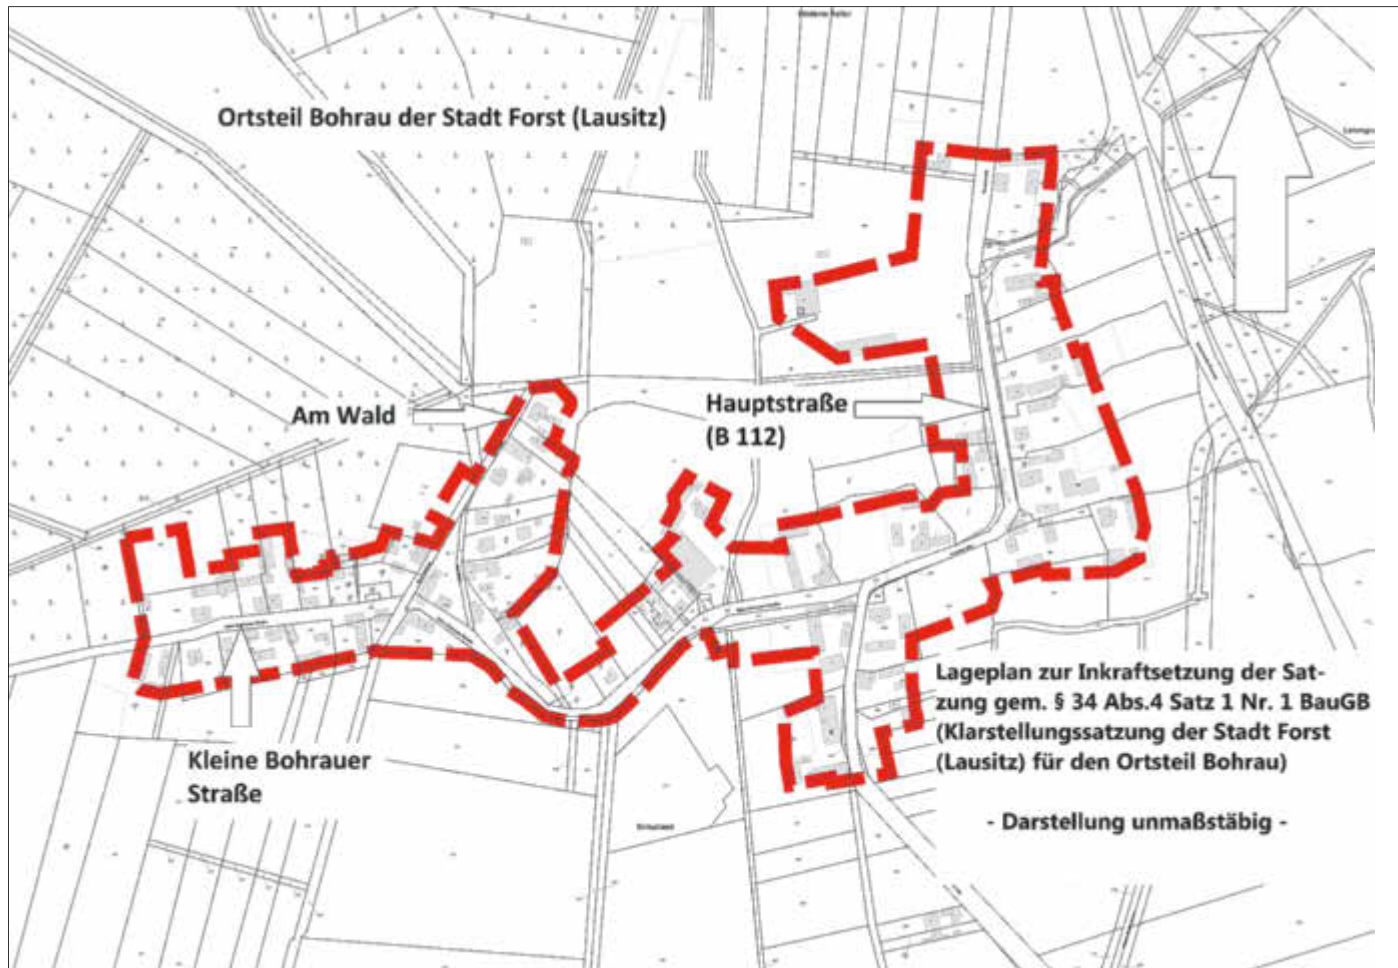 Ortsteil Bohrau der Stadt Forst (Lausitz)
Am Wald
Hauptstraße
(B 112)
Kleine Bohrauer
Straße
Lageplan zur Inkraftsetzung der Sat-
zung gem. § 34 Abs.4 Satz 1 Nr. 1 BauGB
(Klarstellungssatzung der Stadt Forst
(Lausitz) für den Ortsteil Bohrau)
- Darstellung unmaßstäbig -